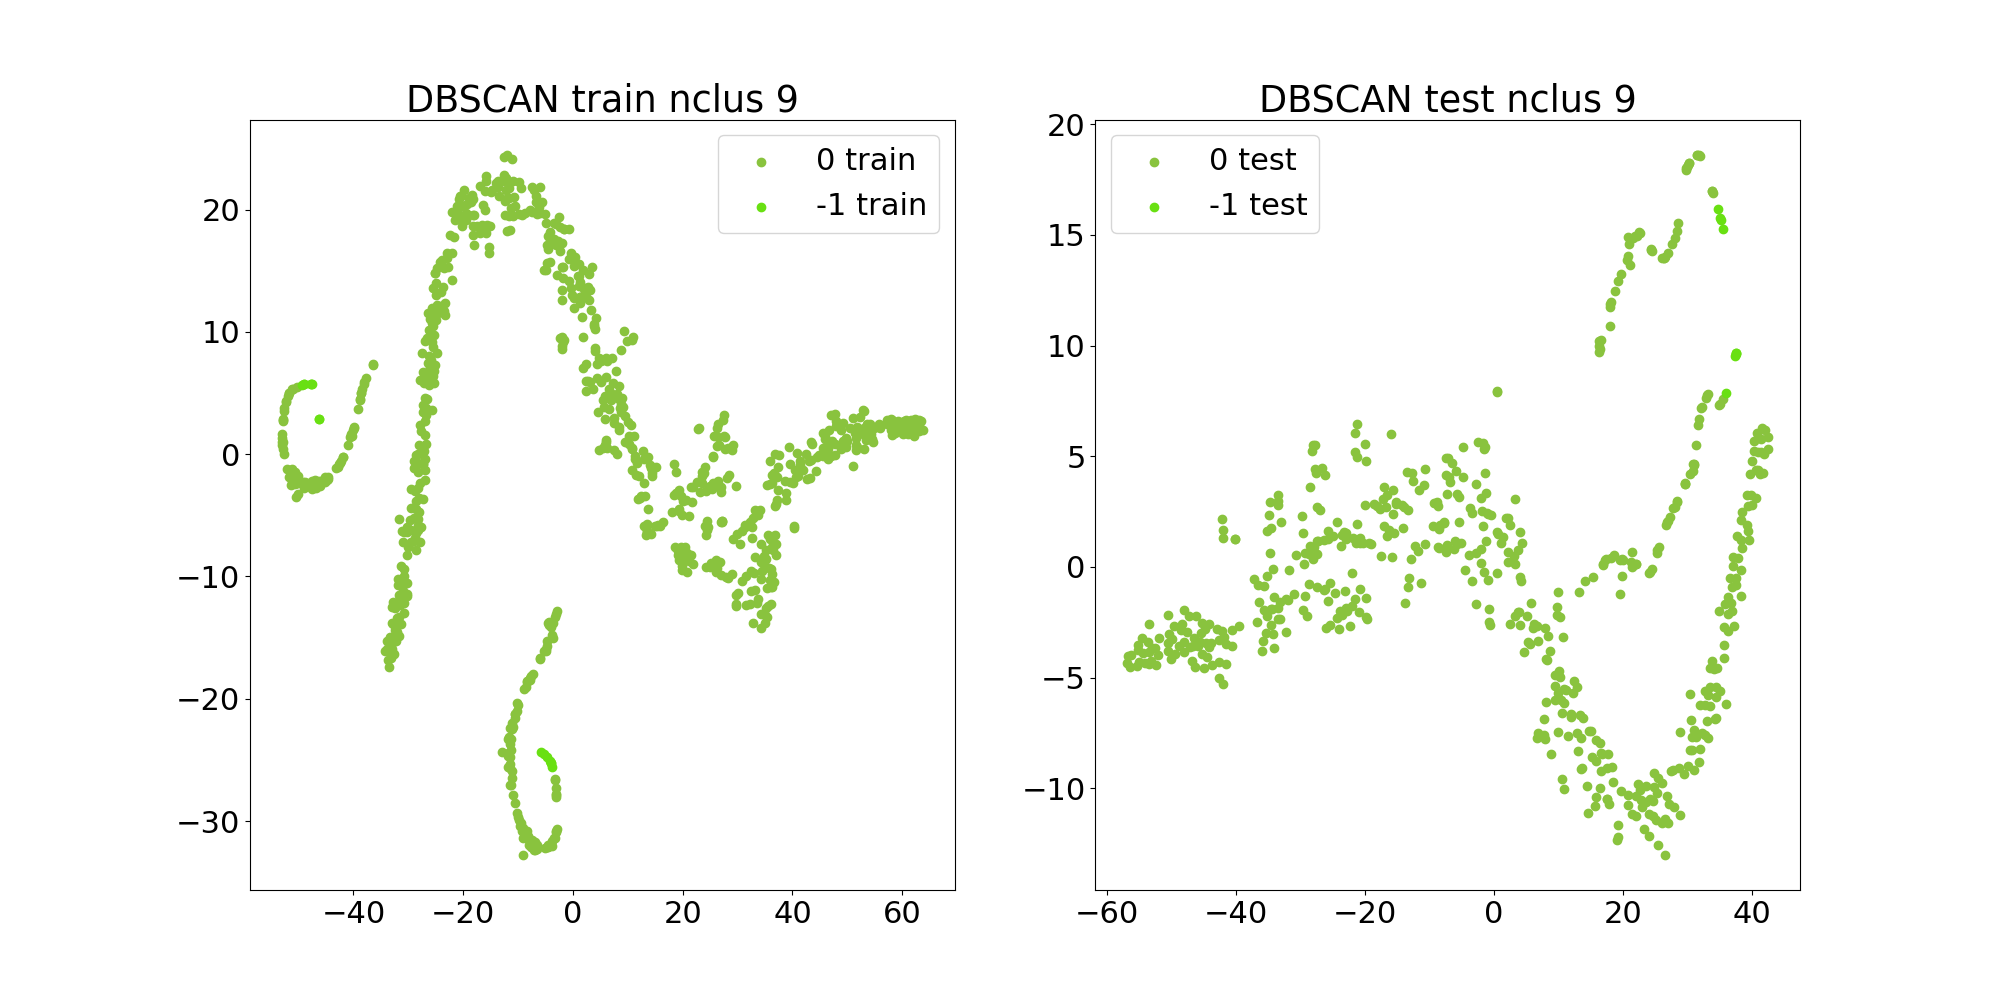 DBSCAN train nclus 9
0 train
-1 train
20
10
0
−10
−20
−30
−40 −20 0 20 40 60
DBSCAN test nclus 9
0 test
-1 test
20
15
10
5
0
−5
−10
−60 −40 −20 0 20 40